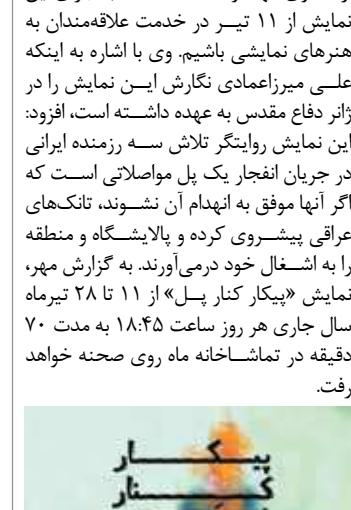 نمایش از ۱۱ تیر در خدمت علاقه‌مندان به
هنرهای نمایشی باشیم. وی با اشاره به اینکه
علی میرزاعمادی نگارش این نمایش را در
ژانر دفاع مقدس به عهده داشته است، افزود:
این نمایش روایتگر تلاش سه رزمنده ایرانی
در جریان انفجار یک پل مواصلاتی است که
اگر آنها موفق به انهدام آن نشوند، تانک‌های
عراقی پیشروی کرده و پالایشگاه و منطقه
را به اشغال خود درمی‌آورند. به گزارش مهر،
نمایش «پیکار کنار پل» از ۱۱ تا ۲۸ تیرماه
سال جاری هر روز ساعت ۱۸:۴۵ به مدت ۷۰
دقیقه در تماشاخانه ماه روی صحنه خواهد
رفت.
پیکار
کنار